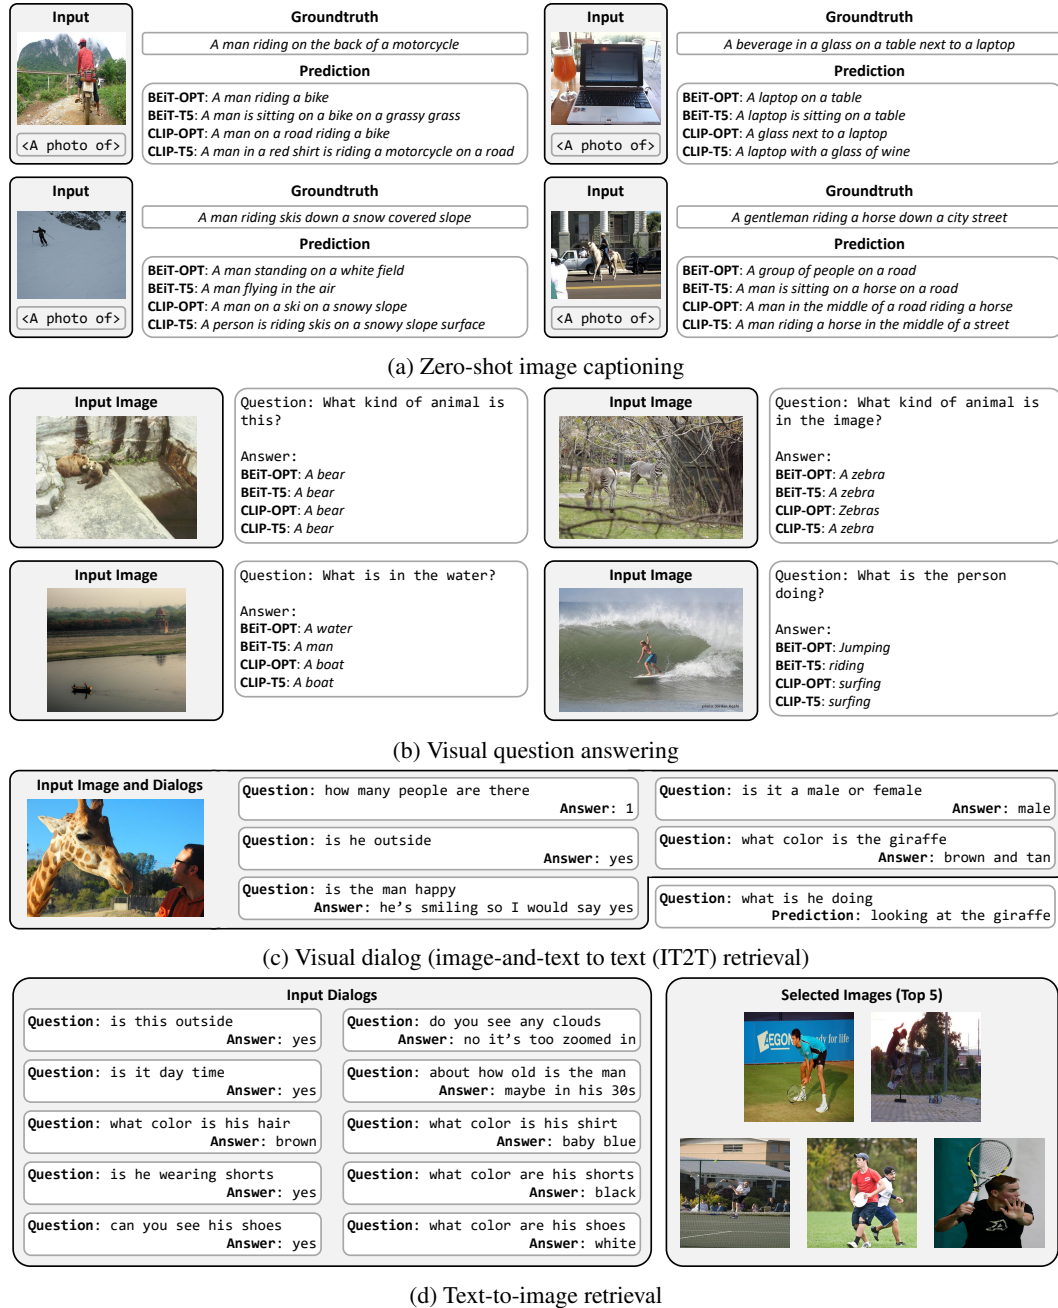 Input
Groundtruth
A man riding on the back of a motorcycle
Prediction
BEiT-OPT: A man riding a bike
BEiT-T5: A man is sitting on a bike on a grassy grass
CLIP-OPT: A man on a road riding a bike
CLIP-T5: A man in a red shirt is riding a motorcycle on a road
<A photo of>
Input
Groundtruth
A beverage in a glass on a table next to a laptop
Prediction
BEiT-OPT: A laptop on a table
BEiT-T5: A laptop is sitting on a table
CLIP-OPT: A glass next to a laptop
CLIP-T5: A laptop with a glass of wine
<A photo of>
Input
Groundtruth
A man riding skis down a snow covered slope
Prediction
BEiT-OPT: A man standing on a white field
BEiT-T5: A man flying in the air
CLIP-OPT: A man on a ski on a snowy slope
CLIP-T5: A person is riding skis on a snowy slope surface
<A photo of>
Input
Groundtruth
A gentleman riding a horse down a city street
Prediction
BEiT-OPT: A group of people on a road
BEiT-T5: A man is sitting on a horse on a road
CLIP-OPT: A man in the middle of a road riding a horse
CLIP-T5: A man riding a horse in the middle of a street
<A photo of>
(a) Zero-shot image captioning
Input Image
Question: What kind of animal is
this?
Answer:
BEiT-OPT: A bear
BEiT-T5: A bear
CLIP-OPT: A bear
CLIP-T5: A bear
Input Image
Question: What kind of animal is
in the image?
Answer:
BEiT-OPT: A zebra
BEiT-T5: A zebra
CLIP-OPT: Zebras
CLIP-T5: A zebra
Input Image
Question: What is in the water?
Answer:
BEiT-OPT: A water
BEiT-T5: A man
CLIP-OPT: A boat
CLIP-T5: A boat
Input Image
Question: What is the person
doing?
Answer:
BEiT-OPT: Jumping
BEiT-T5: riding
CLIP-OPT: surfing
CLIP-T5: surfing
(b) Visual question answering
Input Image and Dialogs
Question: how many people are there
Answer: 1
Question: is it a male or female
Answer: male
Question: is he outside
Answer: yes
Question: what color is the giraffe
Answer: brown and tan
Question: is the man happy
Answer: he's smiling so I would say yes
Question: what is he doing
Prediction: looking at the giraffe
(c) Visual dialog (image-and-text to text (IT2T) retrieval)
Input Dialogs
Question: is this outside
Answer: yes
Question: do you see any clouds
Answer: no it's too zoomed in
Question: is it day time
Answer: yes
Question: about how old is the man
Answer: maybe in his 30s
Question: what color is his hair
Answer: brown
Question: what color is his shirt
Answer: baby blue
Question: is he wearing shorts
Answer: yes
Question: what color are his shorts
Answer: black
Question: can you see his shoes
Answer: yes
Question: what color are his shoes
Answer: white
Selected Images (Top 5)
AEGON
for life
(d) Text-to-image retrieval